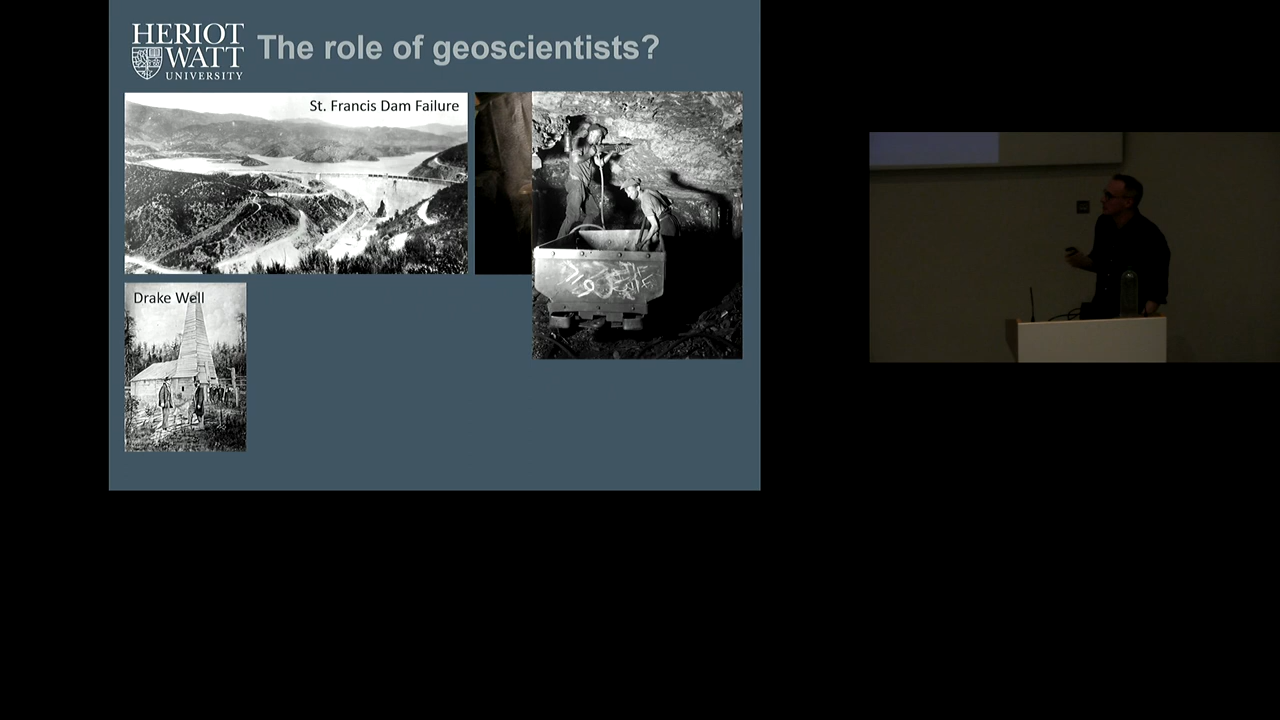 HERIOT
WATT
UNIVERSITY
The role of geoscientists?
St. Francis Dam Failure
Drake Well